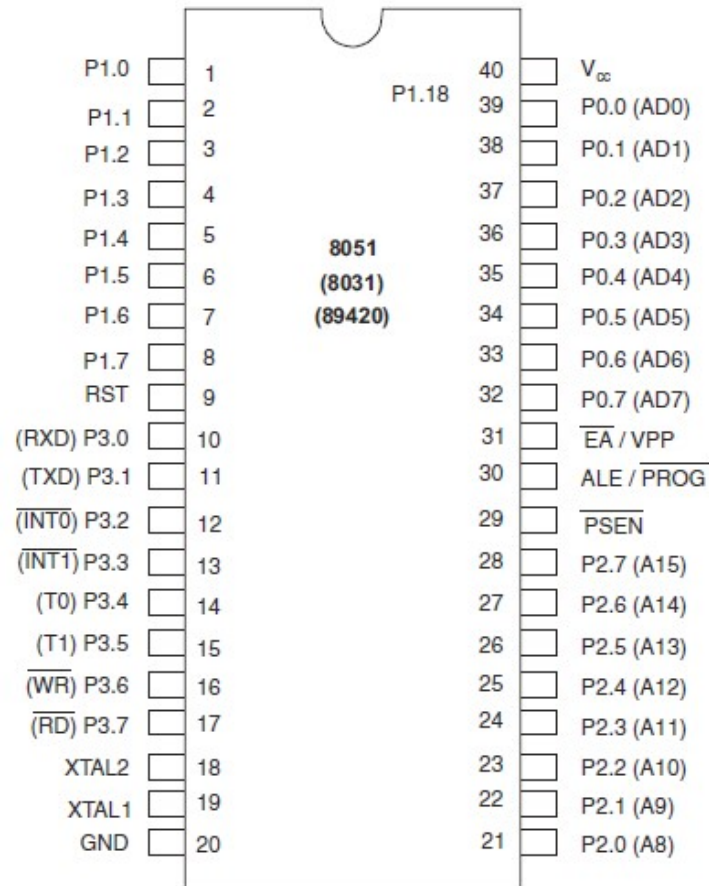 P1.0 1 40 Vcc
P1.18
P1.1 2 39 P0.0 (AD0)
P1.2 3 38 P0.1 (AD1)
P1.3 4 37 P0.2 (AD2)
P1.4 5 36 P0.3 (AD3)
8051
P1.5 6 35 P0.4 (AD4)
(8031)
P1.6 7 34 P0.5 (AD5)
(89420)
P1.7 8 33 P0.6 (AD6)
RST 9 32 P0.7 (AD7)
(RXD) P3.0 10 31 E̅A̅ / VPP
(TXD) P3.1 11 30 ALE / P̅R̅O̅G̅
(I̅N̅T̅0̅) P3.2 12 29 P̅S̅E̅N̅
(I̅N̅T̅1̅) P3.3 13 28 P2.7 (A15)
(T0) P3.4 14 27 P2.6 (A14)
(T1) P3.5 15 26 P2.5 (A13)
(W̅R̅) P3.6 16 25 P2.4 (A12)
(R̅D̅) P3.7 17 24 P2.3 (A11)
XTAL2 18 23 P2.2 (A10)
XTAL1 19 22 P2.1 (A9)
GND 20 21 P2.0 (A8)